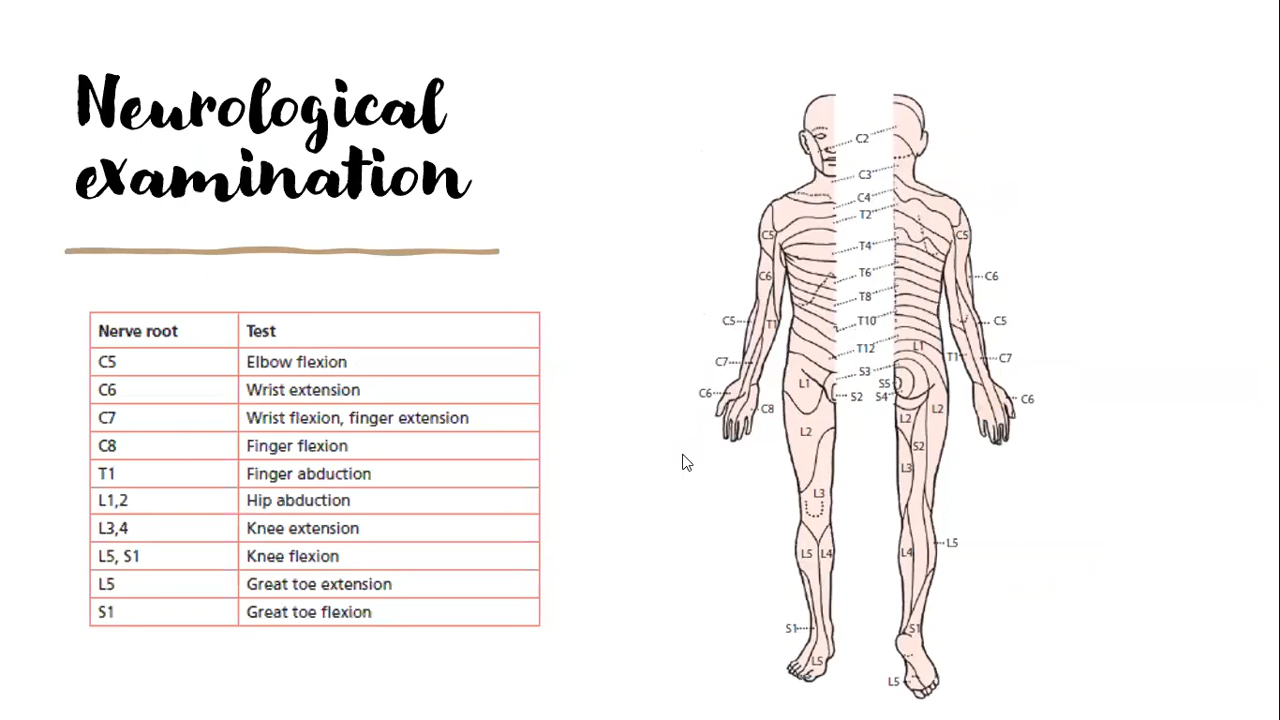 Neurological
examination
Nerve root Test
C5 Elbow flexion
C6 Wrist extension
C7 Wrist flexion, finger extension
C8 Finger flexion
T1 Finger abduction
L1,2 Hip abduction
L3,4 Knee extension
L5, S1 Knee flexion
L5 Great toe extension
S1 Great toe flexion
C2
C3
C4
T2
C5 C5
T4
C6 T6 C6
T8
C5 T1 T10 C5
T12 L1 T1 C7
C7
S3
L1 S5
C6 S2 S4 C6
C8 L2
L2 L2
S2
L3
L3
L5 L4 L4 L5
S1 S1
L5
L5